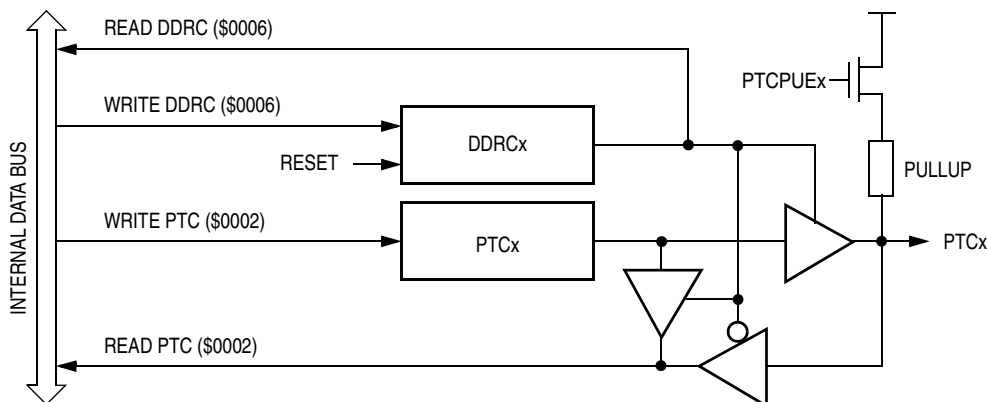 READ DDRC ($0006)
PTCPUEx
WRITE DDRC ($0006)
DDRCx
RESET
PULLUP
INTERNAL DATA BUS
WRITE PTC ($0002)
PTCx
PTCx
READ PTC ($0002)